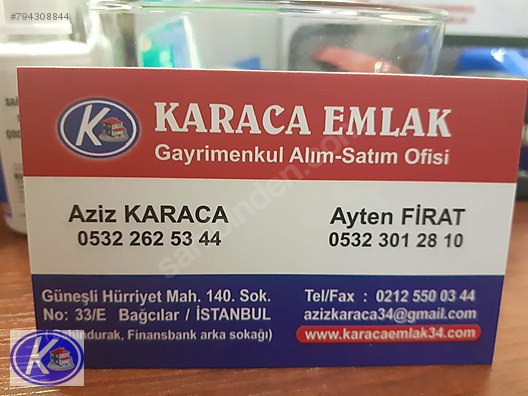 #794308844
K
KARACA EMLAK
Gayrimenkul Alım-Satım Ofisi
Aziz KARACA
0532 262 53 44
Ayten FİRAT
0532 301 28 10
Güneşli Hürriyet Mah. 140. Sok.
No: 33/E Bağcılar / İSTANBUL
Finansbank arka sokağı)
Tel/Fax : 0212 550 03 44
azizkaraca34@gmail.com
www.karacaemlak34.com
sahibinden.com
K